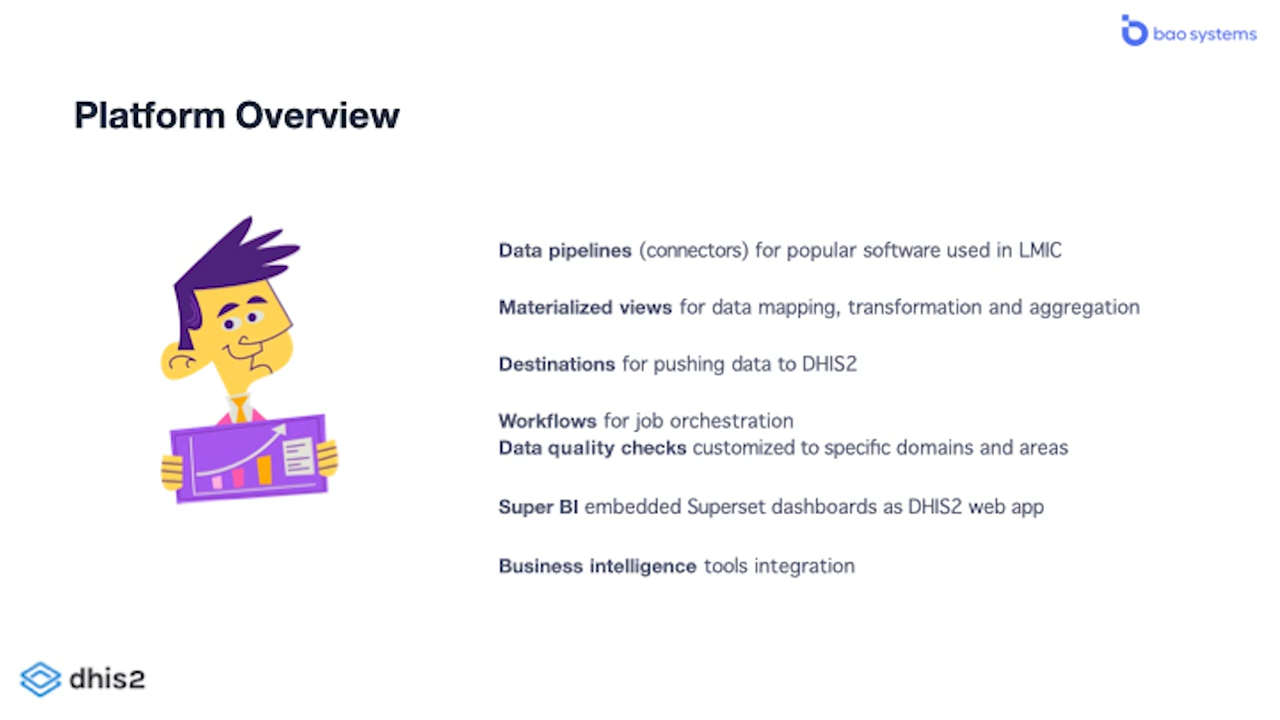 bao systems
Platform Overview
Data pipelines (connectors) for popular software used in LMIC
Materialized views for data mapping, transformation and aggregation
Destinations for pushing data to DHIS2
Workflows for job orchestration
Data quality checks customized to specific domains and areas
Super BI embedded Superset dashboards as DHIS2 web app
Business intelligence tools integration
dhis2